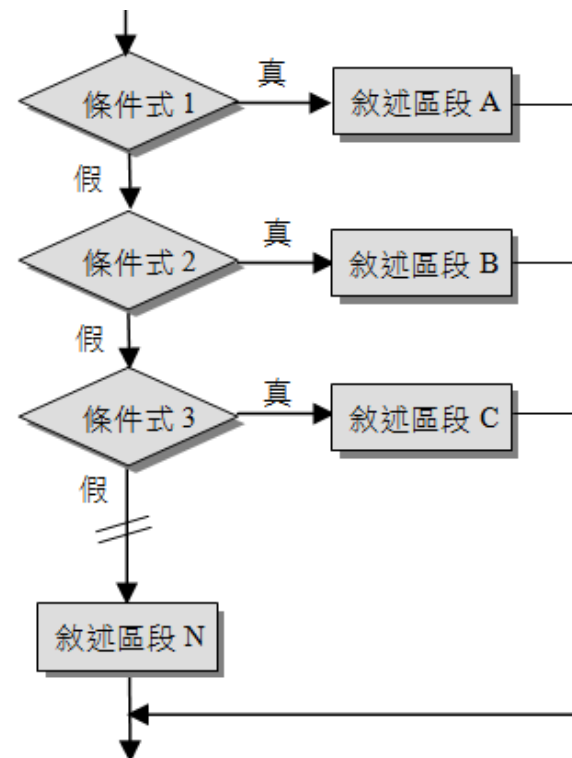 真
條件式 1
敘述區段 A
假
真
條件式 2
敘述區段 B
假
真
條件式 3
敘述區段 C
假
敘述區段 N